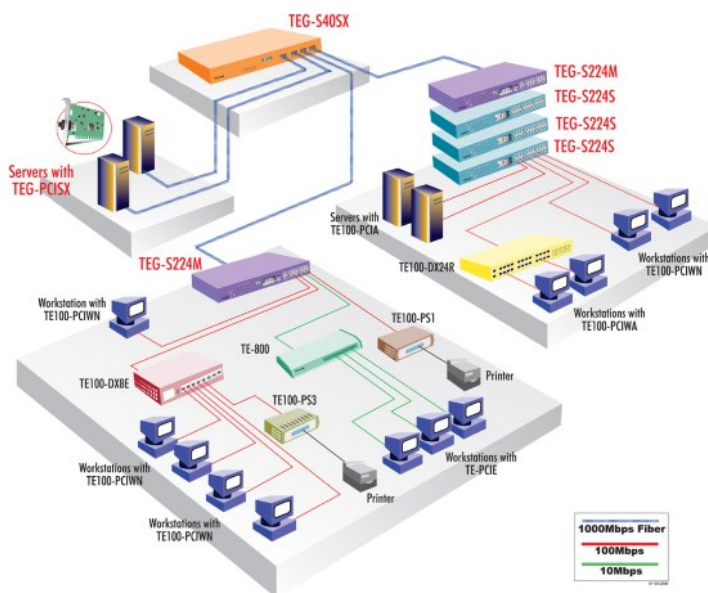 TEG-S40SX
TEG-S224M
TEG-S224S
TEG-S224S
TEG-S224S
Servers with
TEG-PCISX
Servers with
TE100-PCIA
TE100-DX24R
Workstations with
TE100-PCIWN
Workstations with
TE100-PCIWA
TEG-S224M
Workstation with
TE100-PCIWN
TE100-PS1
TE-800
Printer
TE100-DX8E
TE100-PS3
Workstations with
TE100-PCIWN
Workstations with
TE-PCIE
Printer
Workstations with
TE100-PCIWN
1000Mbps Fiber
100Mbps
10Mbps